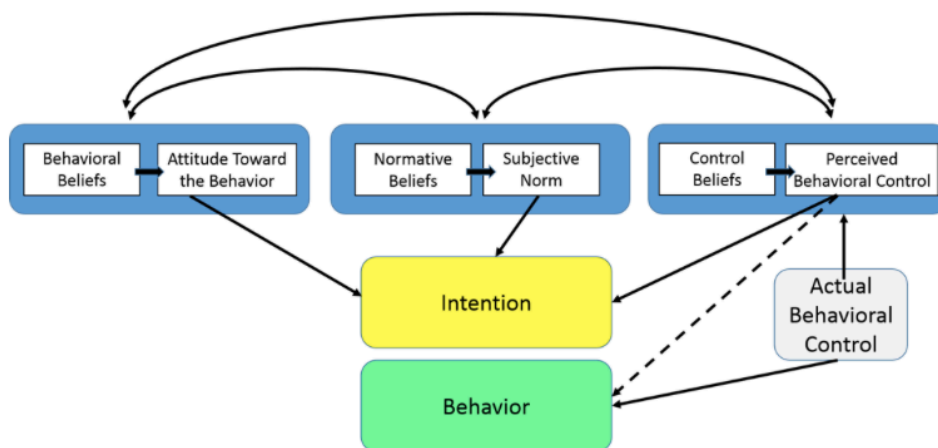 Behavioral
Beliefs
Attitude Toward
the Behavior
Normative
Beliefs
Subjective
Norm
Control
Beliefs
Perceived
Behavioral Control
Intention
Actual
Behavioral
Control
Behavior